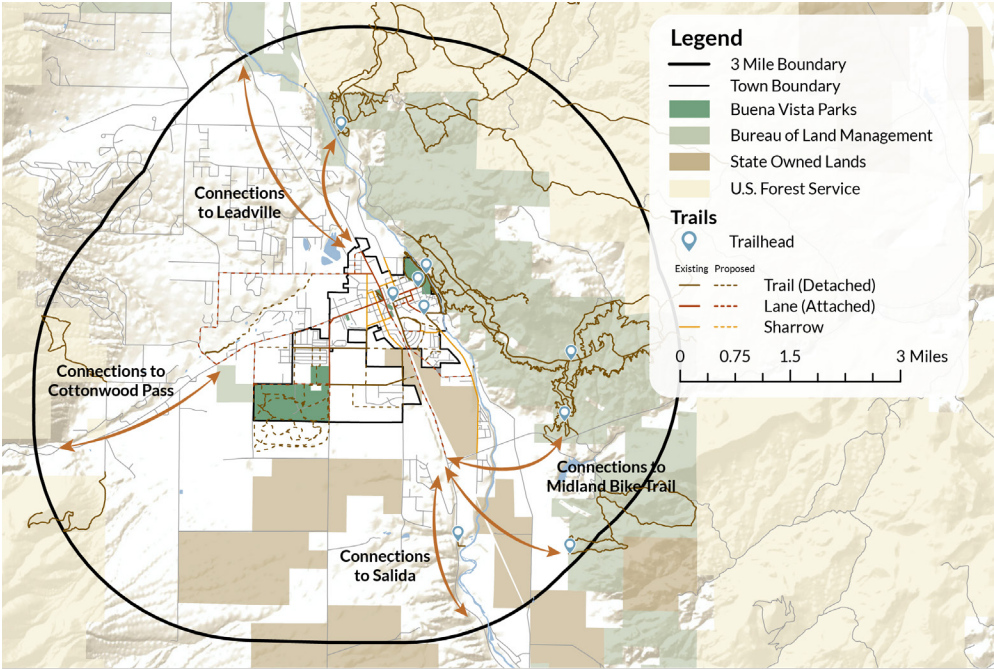 Legend
3 Mile Boundary
Town Boundary
Buena Vista Parks
Bureau of Land Management
State Owned Lands
U.S. Forest Service
Trails
Trailhead
Existing Proposed
Trail (Detached)
Lane (Attached)
Sharrow
0 0.75 1.5 3 Miles
Connections
to Leadville
Connections to
Cottonwood Pass
Connections to
Midland Bike Trail
Connections
to Salida